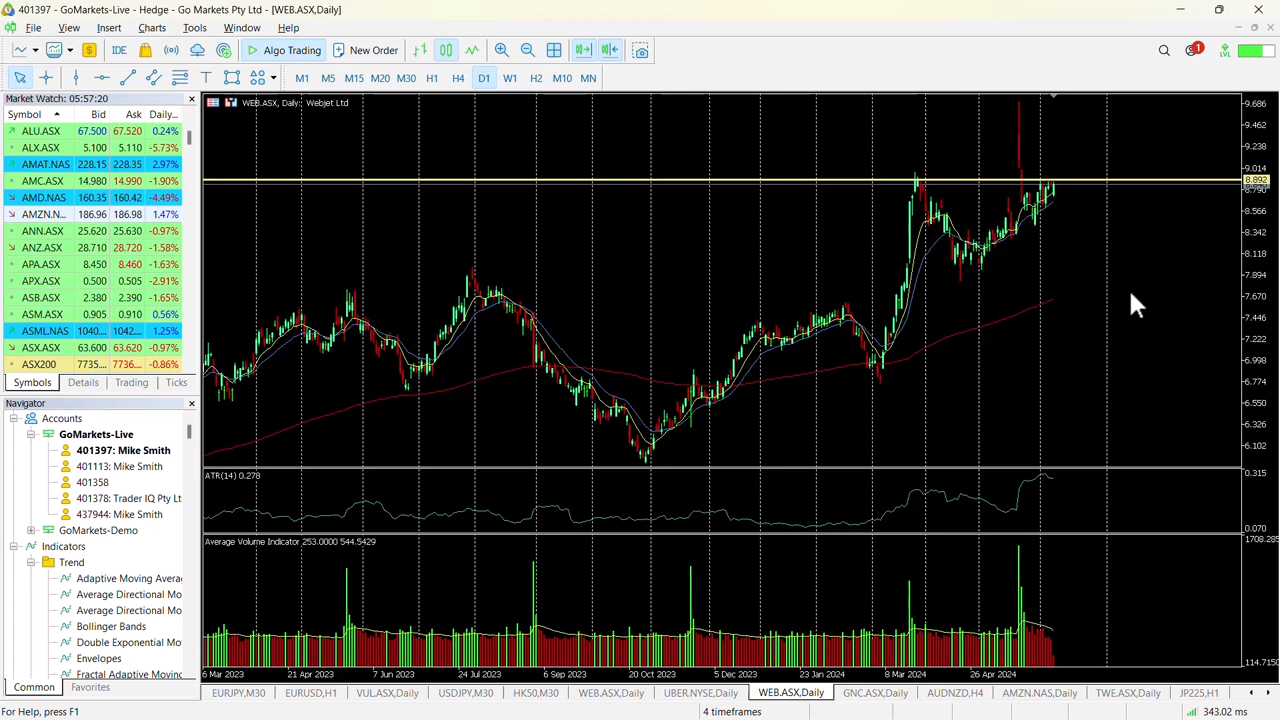 401397 - GoMarkets-Live - Hedge - Go Markets Pty Ltd - [WEB.ASX,Daily]
File View Insert Charts Tools Window Help
IDE Algo Trading New Order 1 LVL
M1 M5 M15 M20 M30 H1 H4 D1 W1 H2 M10 MN
Market Watch: 05:57:20
Symbol Bid Ask Daily...
ALU.ASX 67.500 67.520 0.24%
ALX.ASX 5.100 5.110 -5.73%
AMAT.NAS 228.15 228.35 2.97%
AMC.ASX 14.980 14.990 -1.90%
AMD.NAS 160.35 160.42 -4.49%
AMZN.N... 186.96 186.98 1.47%
ANN.ASX 25.620 25.630 -0.97%
ANZ.ASX 28.710 28.720 -1.58%
APA.ASX 8.450 8.460 -1.63%
APX.ASX 0.500 0.505 -2.91%
ASB.ASX 2.380 2.390 -1.65%
ASM.ASX 0.905 0.910 0.56%
ASML.NAS 1040.... 1042.... 1.25%
ASX.ASX 63.600 63.620 -0.97%
ASX200 7735.... 7736.... -0.86%
Symbols Details Trading Ticks
Navigator
Accounts
GoMarkets-Live
401397: Mike Smith
401113: Mike Smith
401358
401378: Trader IQ Pty Lt
437944: Mike Smith
GoMarkets-Demo
Indicators
Trend
Adaptive Moving Avera
Average Directional Mo
Average Directional Mo
Bollinger Bands
Double Exponential Mo
Envelopes
Fractal Adaptive Moving
Common Favorites
WEB.ASX, Daily: Webjet Ltd
9.686
9.462
9.238
9.014
8.892
8.790
8.566
8.342
8.118
7.894
7.670
7.446
7.222
6.998
6.774
6.550
6.326
6.102
ATR(14) 0.278
0.315
0.070
Average Volume Indicator 253.0000 544.5429
1708.285
114.7150
6 Mar 2023 21 Apr 2023 7 Jun 2023 24 Jul 2023 6 Sep 2023 20 Oct 2023 5 Dec 2023 23 Jan 2024 8 Mar 2024 26 Apr 2024
EURJPY,M30 EURUSD,H1 VUL.ASX,Daily USDJPY,M30 HK50,M30 WEB.ASX,Daily UBER.NYSE,Daily WEB.ASX,Daily GNC.ASX,Daily AUDNZD,H4 AMZN.NAS,Daily TWE.ASX,Daily JP225,H1
For Help, press F1 4 timeframes 343.02 ms